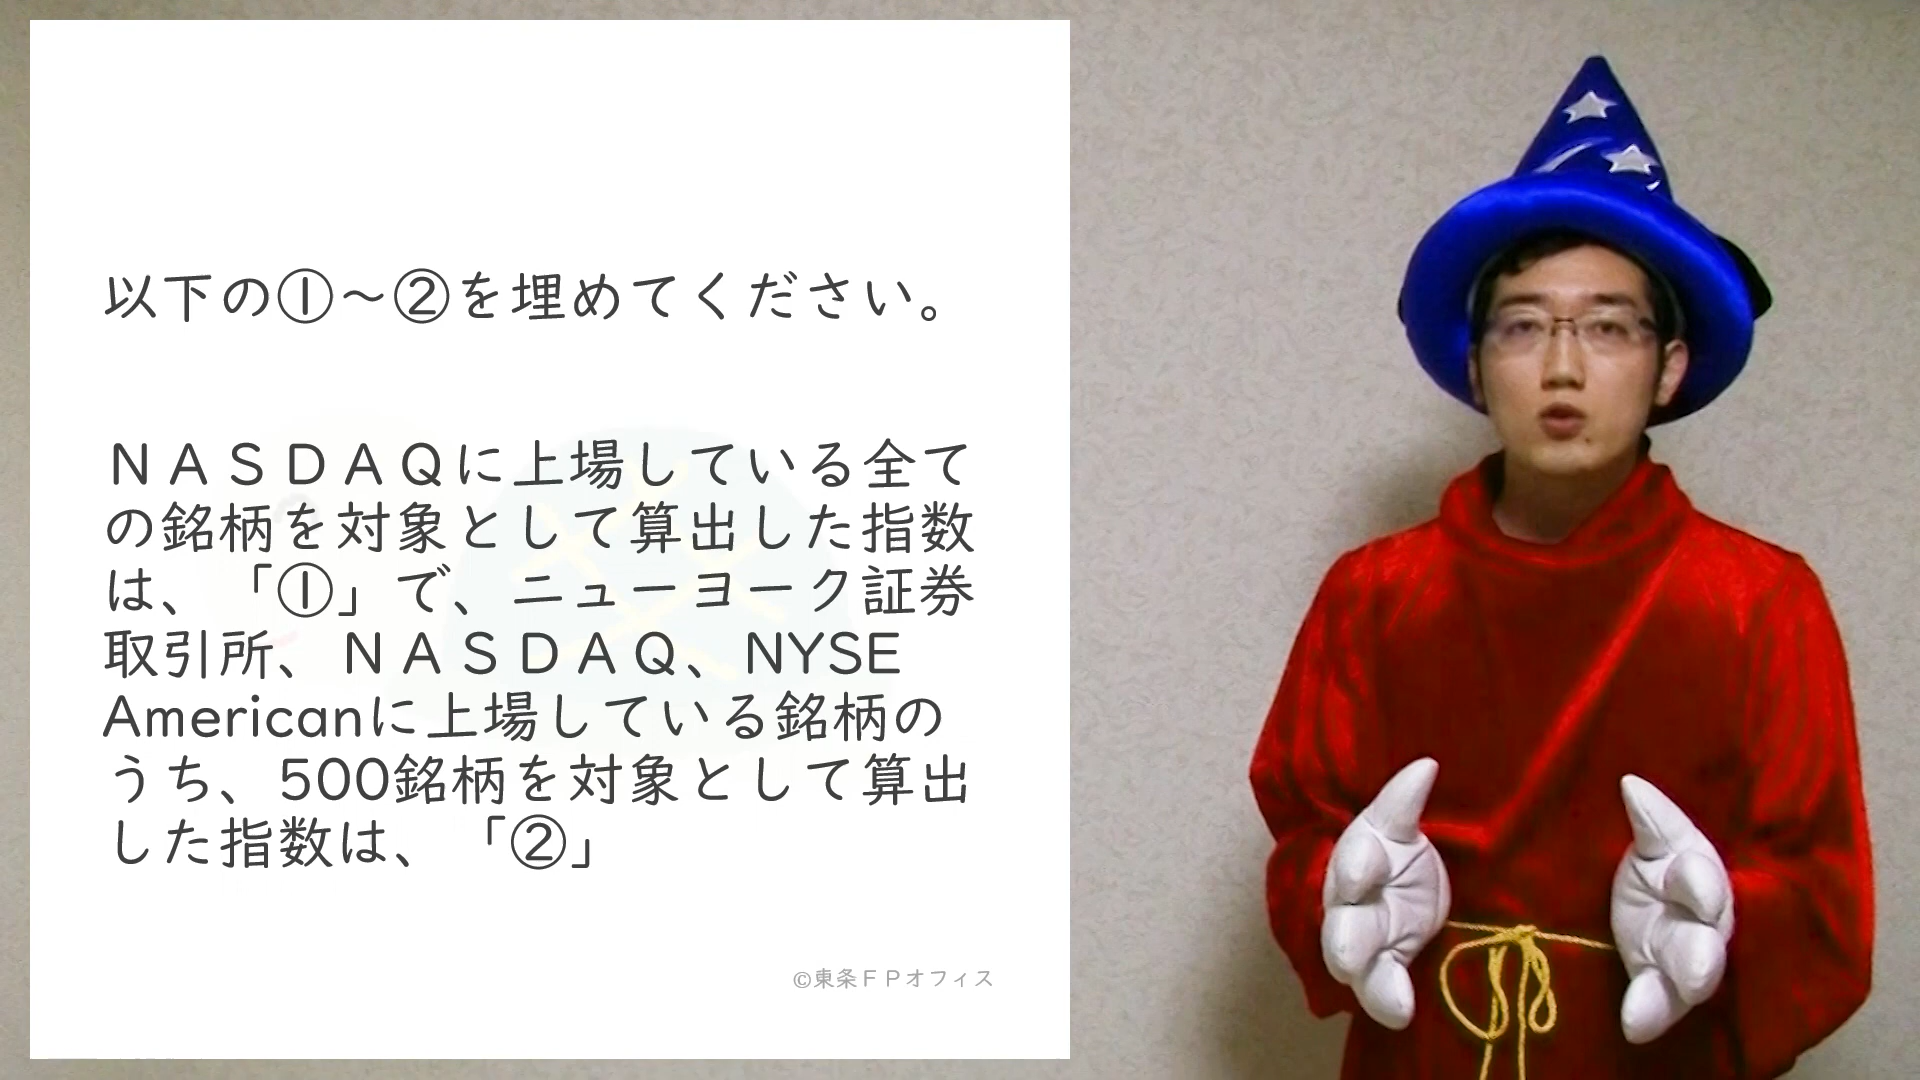 以下の①～②を埋めてください。
ＮＡＳＤＡＱに上場している全て
の銘柄を対象として算出した指数
は、「①」で、ニューヨーク証券
取引所、ＮＡＳＤＡＱ、NYSE
Americanに上場している銘柄の
うち、500銘柄を対象として算出
した指数は、「②」
©東条ＦＰオフィス